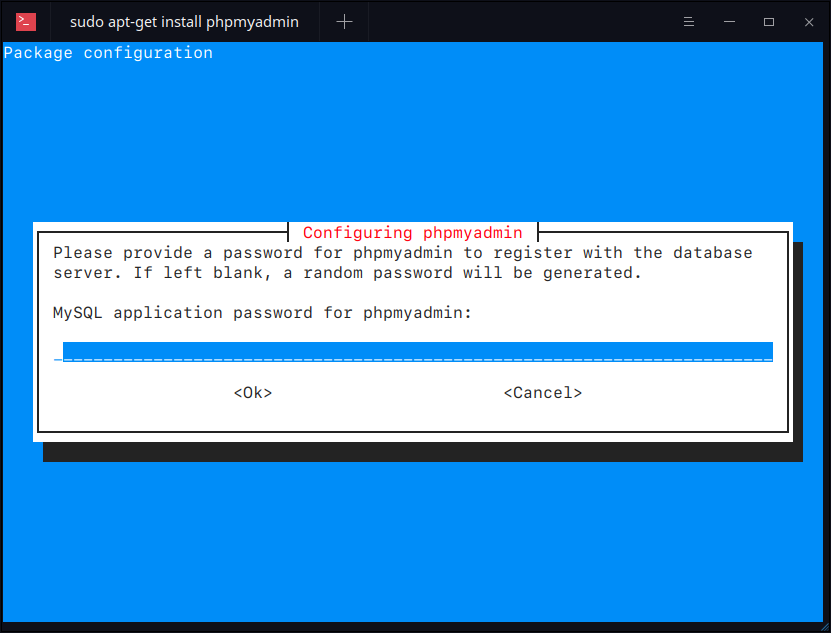 sudo apt-get install phpmyadmin
Package configuration
Configuring phpmyadmin
Please provide a password for phpmyadmin to register with the database
server. If left blank, a random password will be generated.
MySQL application password for phpmyadmin:
<Ok> <Cancel>